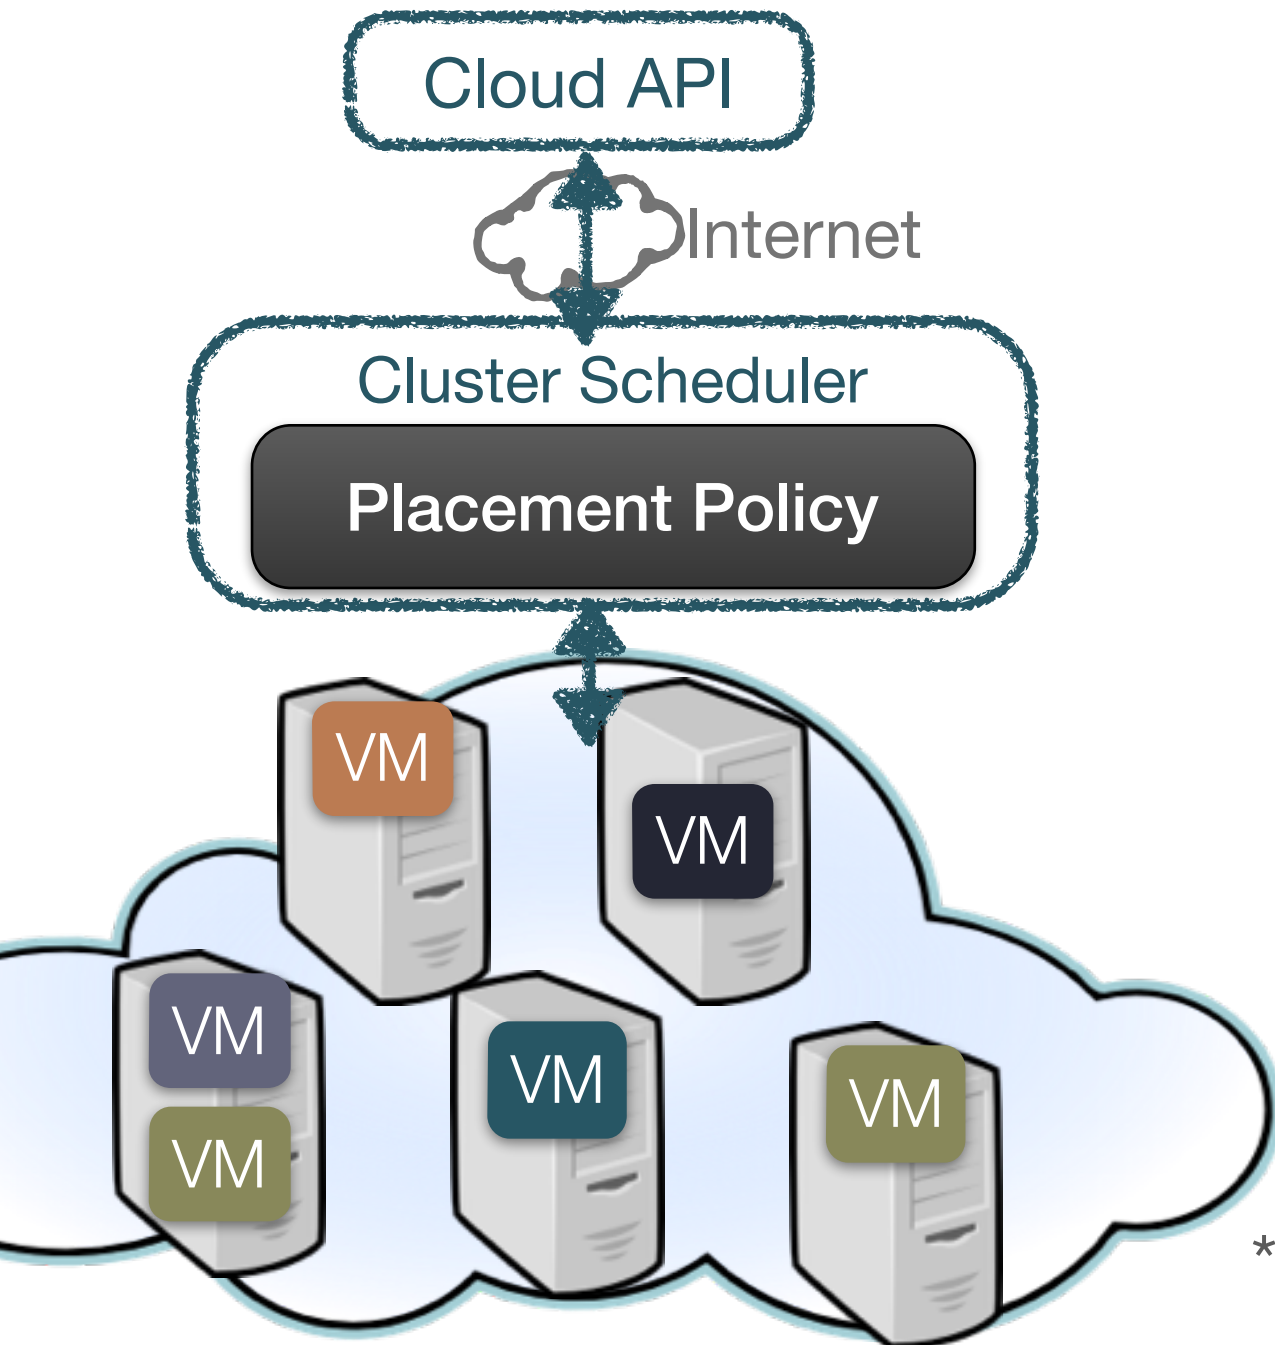 Cloud API
Internet
Cluster Scheduler
Placement Policy
VM
VM
VM
VM
VM
VM
*